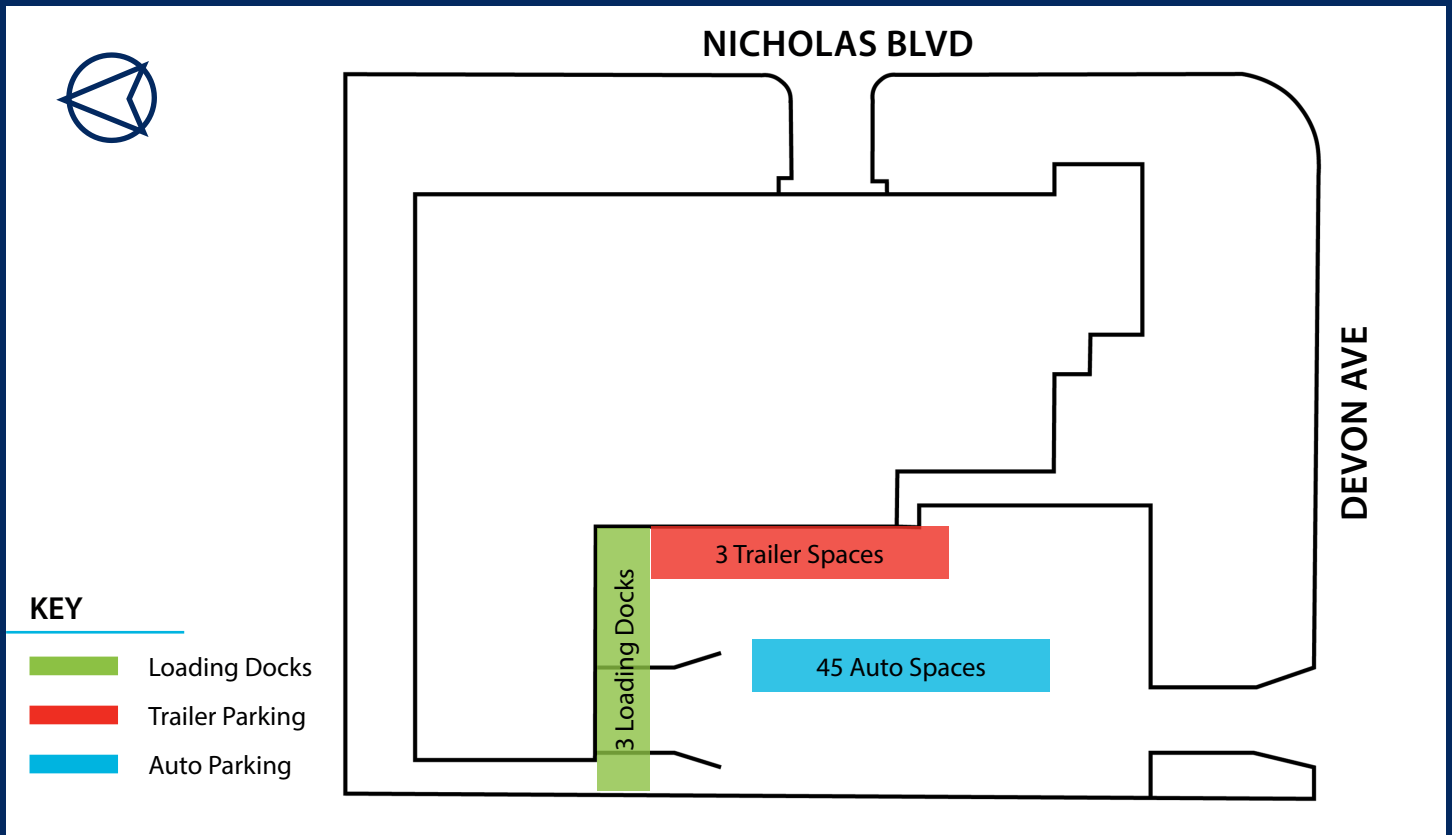 NICHOLAS BLVD
DEVON AVE
3 Trailer Spaces
3 Loading Docks
45 Auto Spaces
KEY
Loading Docks
Trailer Parking
Auto Parking